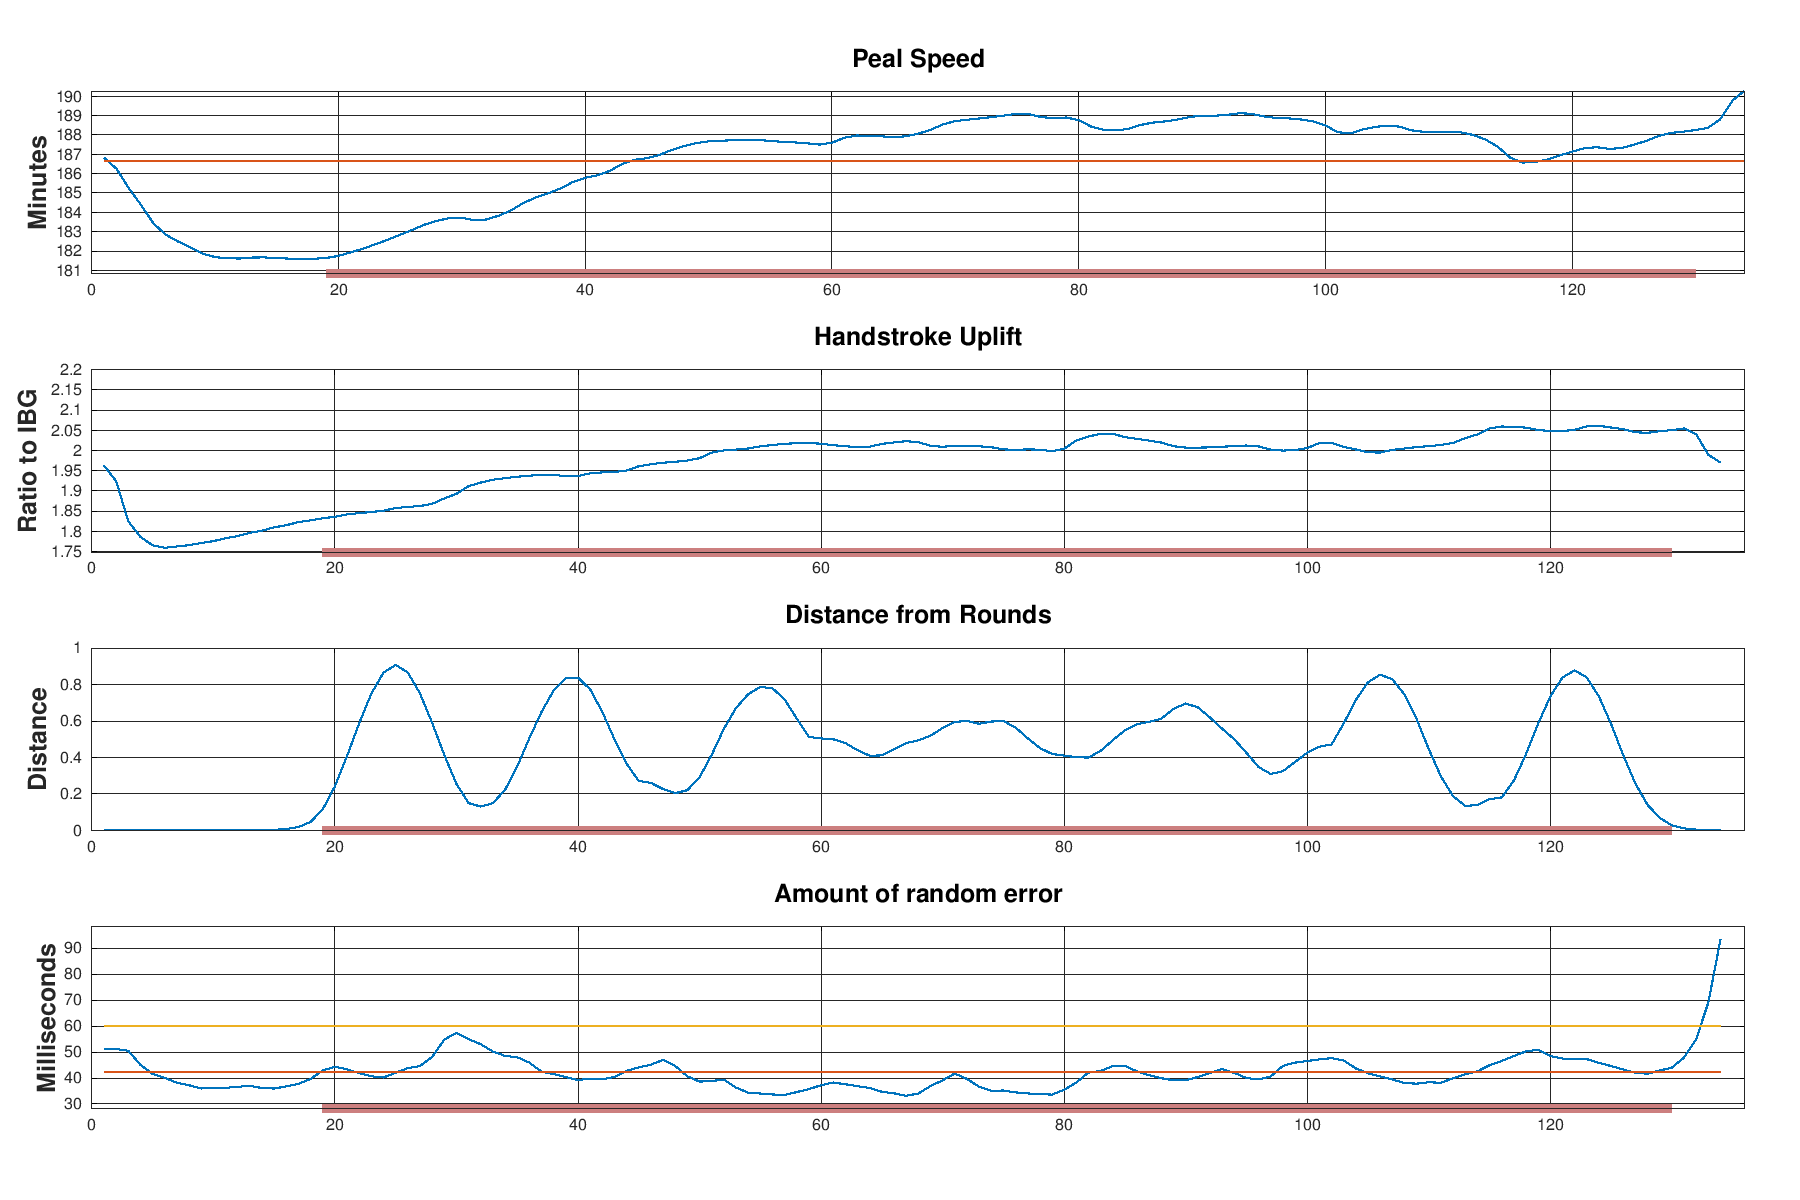 Peal Speed
Minutes
190
189
188
187
186
185
184
183
182
181
0 20 40 60 80 100 120
Handstroke Uplift
Ratio to IBG
2.2
2.15
2.1
2.05
2
1.95
1.9
1.85
1.8
1.75
0 20 40 60 80 100 120
Distance from Rounds
Distance
1
0.8
0.6
0.4
0.2
0
0 20 40 60 80 100 120
Amount of random error
Milliseconds
90
80
70
60
50
40
30
0 20 40 60 80 100 120